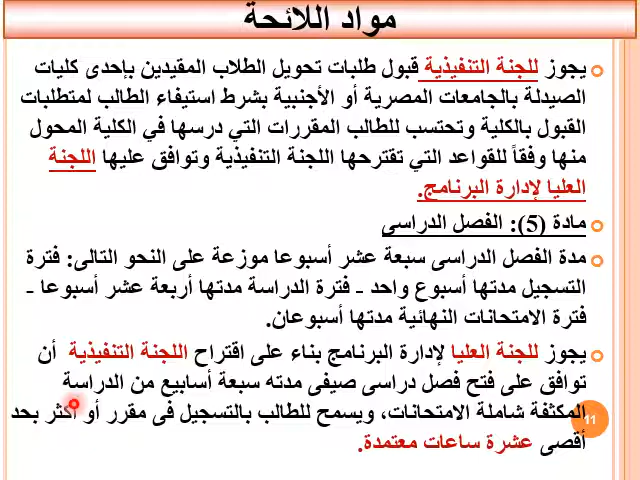 مواد اللائحة
يجوز للجنة التنفيذية قبول طلبات تحويل الطلاب المقيدين بإحدى كليات
الصيدلة بالجامعات المصرية أو الأجنبية بشرط استيفاء الطالب لمتطلبات
القبول بالكلية وتحتسب للطالب المقررات التي درسها في الكلية المحول
منها وفقاً للقواعد التي تقترحها اللجنة التنفيذية وتوافق عليها اللجنة
العليا لإدارة البرنامج.
مادة (5): الفصل الدراسى
مدة الفصل الدراسى سبعة عشر أسبوعا موزعة على النحو التالى: فترة
التسجيل مدتها أسبوع واحد - فترة الدراسة مدتها أربعة عشر أسبوعا -
فترة الامتحانات النهائية مدتها أسبوعان.
يجوز للجنة العليا لإدارة البرنامج بناء على اقتراح اللجنة التنفيذية أن
توافق على فتح فصل دراسى صيفى مدته سبعة أسابيع من الدراسة
المكثفة شاملة الامتحانات، ويسمح للطالب بالتسجيل فى مقرر أو أكثر بحد
أقصى عشرة ساعات معتمدة.
11